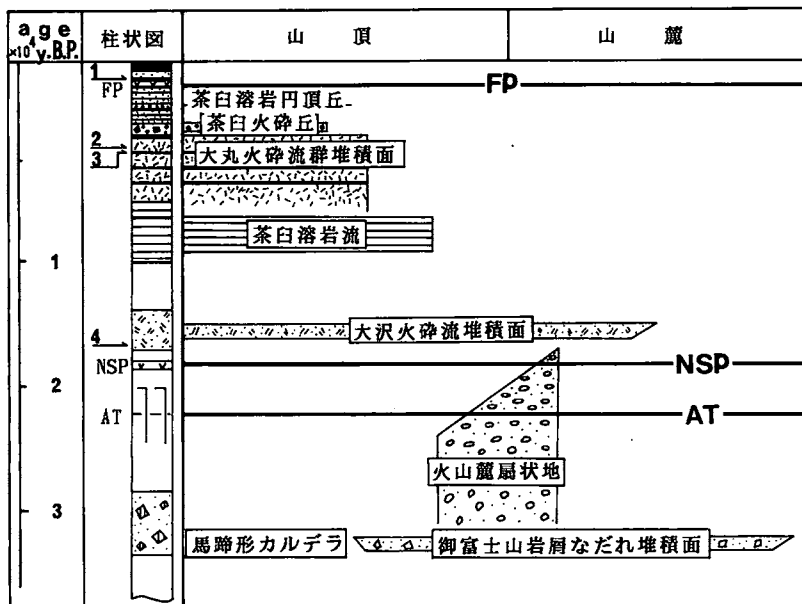 age
×10⁴y.B.P.
柱状図
山 頂
山 麓
1
FP
FP
茶臼溶岩円頂丘
[茶臼火砕丘]
2
3
大丸火砕流群堆積面
茶臼溶岩流
1
大沢火砕流堆積面
4
NSP
NSP
2
AT
AT
火山麓扇状地
3
馬蹄形カルデラ
御富士山岩屑なだれ堆積面